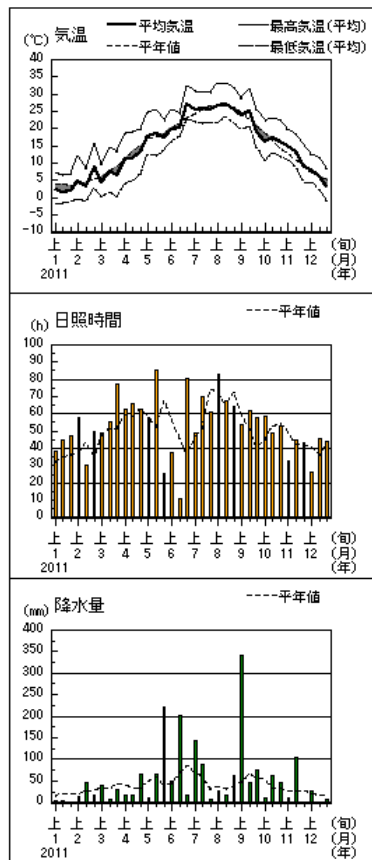 (℃) 気温 平均気温 最高気温(平均)
平年値 最低気温(平均)
40
35
30
25
20
15
10
5
0
-5
-10
上 上 上 上 上 上 上 上 上 上 上 上 (旬)
1 2 3 4 5 6 7 8 9 10 11 12 (月)
2011 (年)
(h) 日照時間 平年値
100
90
80
70
60
50
40
30
20
10
0
上 上 上 上 上 上 上 上 上 上 上 上 (旬)
1 2 3 4 5 6 7 8 9 10 11 12 (月)
2011 (年)
(mm) 降水量 平年値
400
350
300
250
200
150
100
50
0
上 上 上 上 上 上 上 上 上 上 上 上 (旬)
1 2 3 4 5 6 7 8 9 10 11 12 (月)
2011 (年)